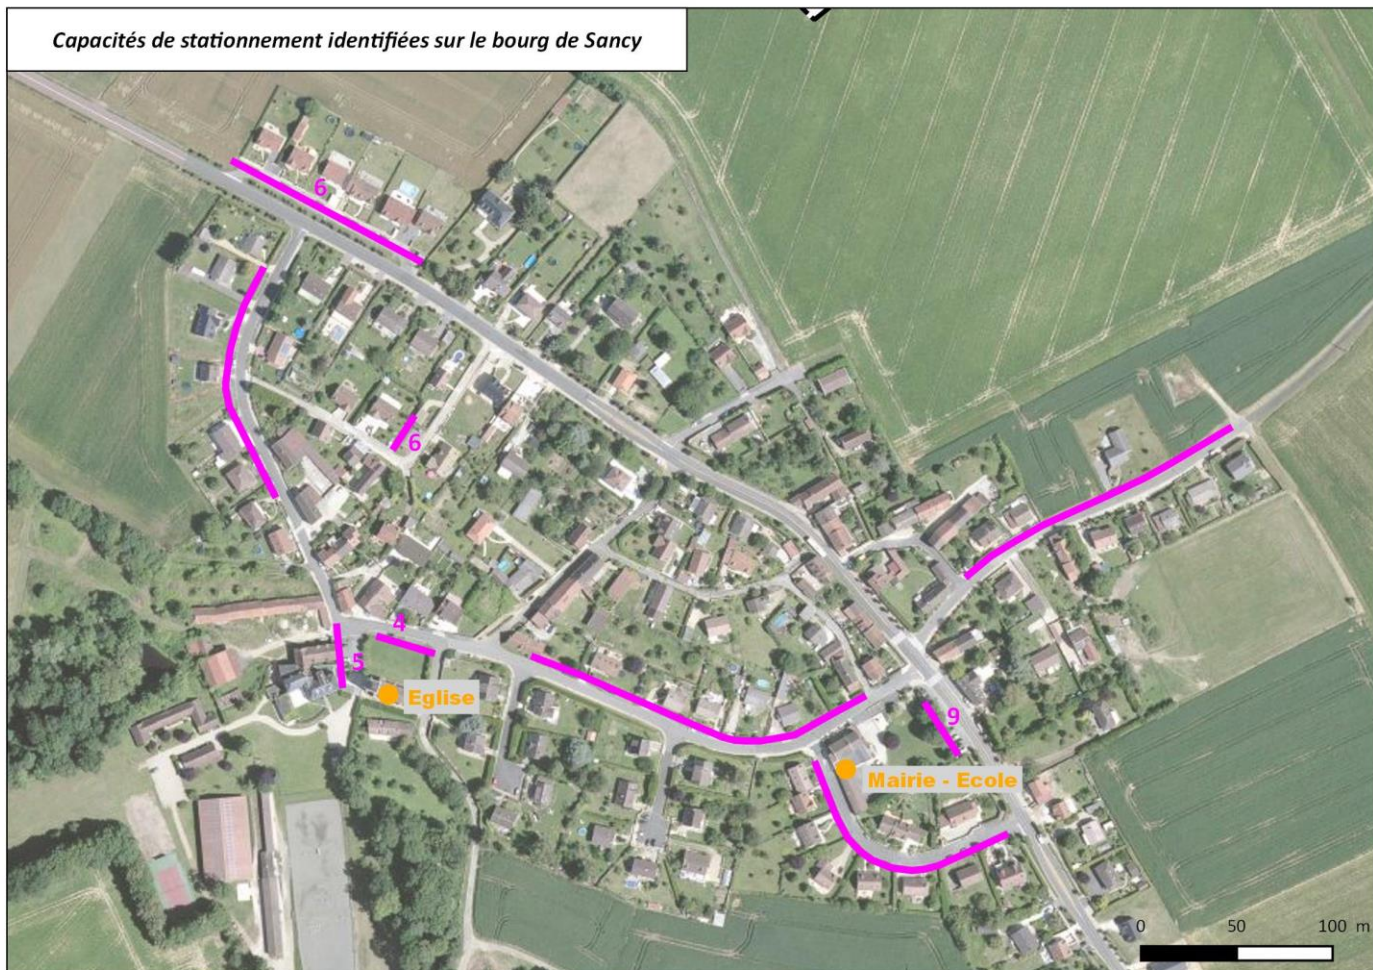 Capacités de stationnement identifiées sur le bourg de Sancy
6
6
4
5
Eglise
9
Mairie - Ecole
0 50 100 m